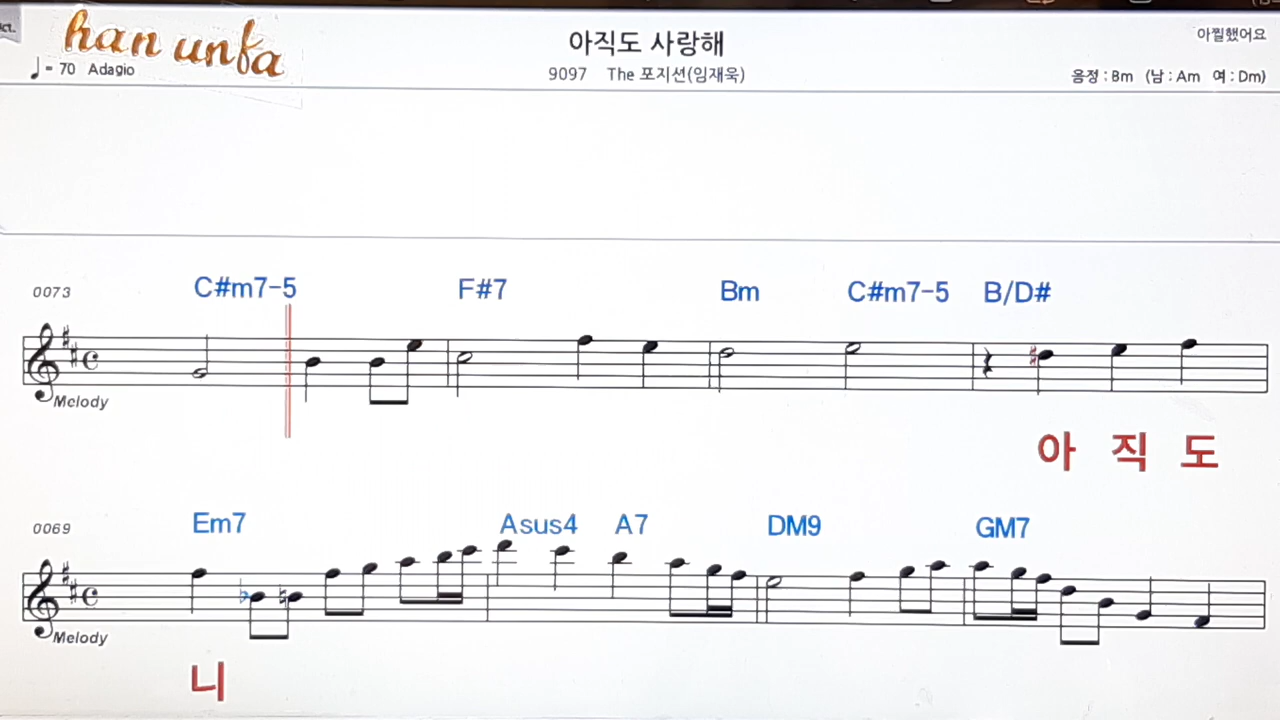 han unfa
아직도 사랑해
아찔했어요
♩= 70 Adagio
9097 The 포지션(임재욱)
음정 : Bm (남 : Am 여 : Dm)
0073
C#m7-5 F#7 Bm C#m7-5 B/D#
Melody
아 직 도
0069
Em7 Asus4 A7 DM9 GM7
Melody
니